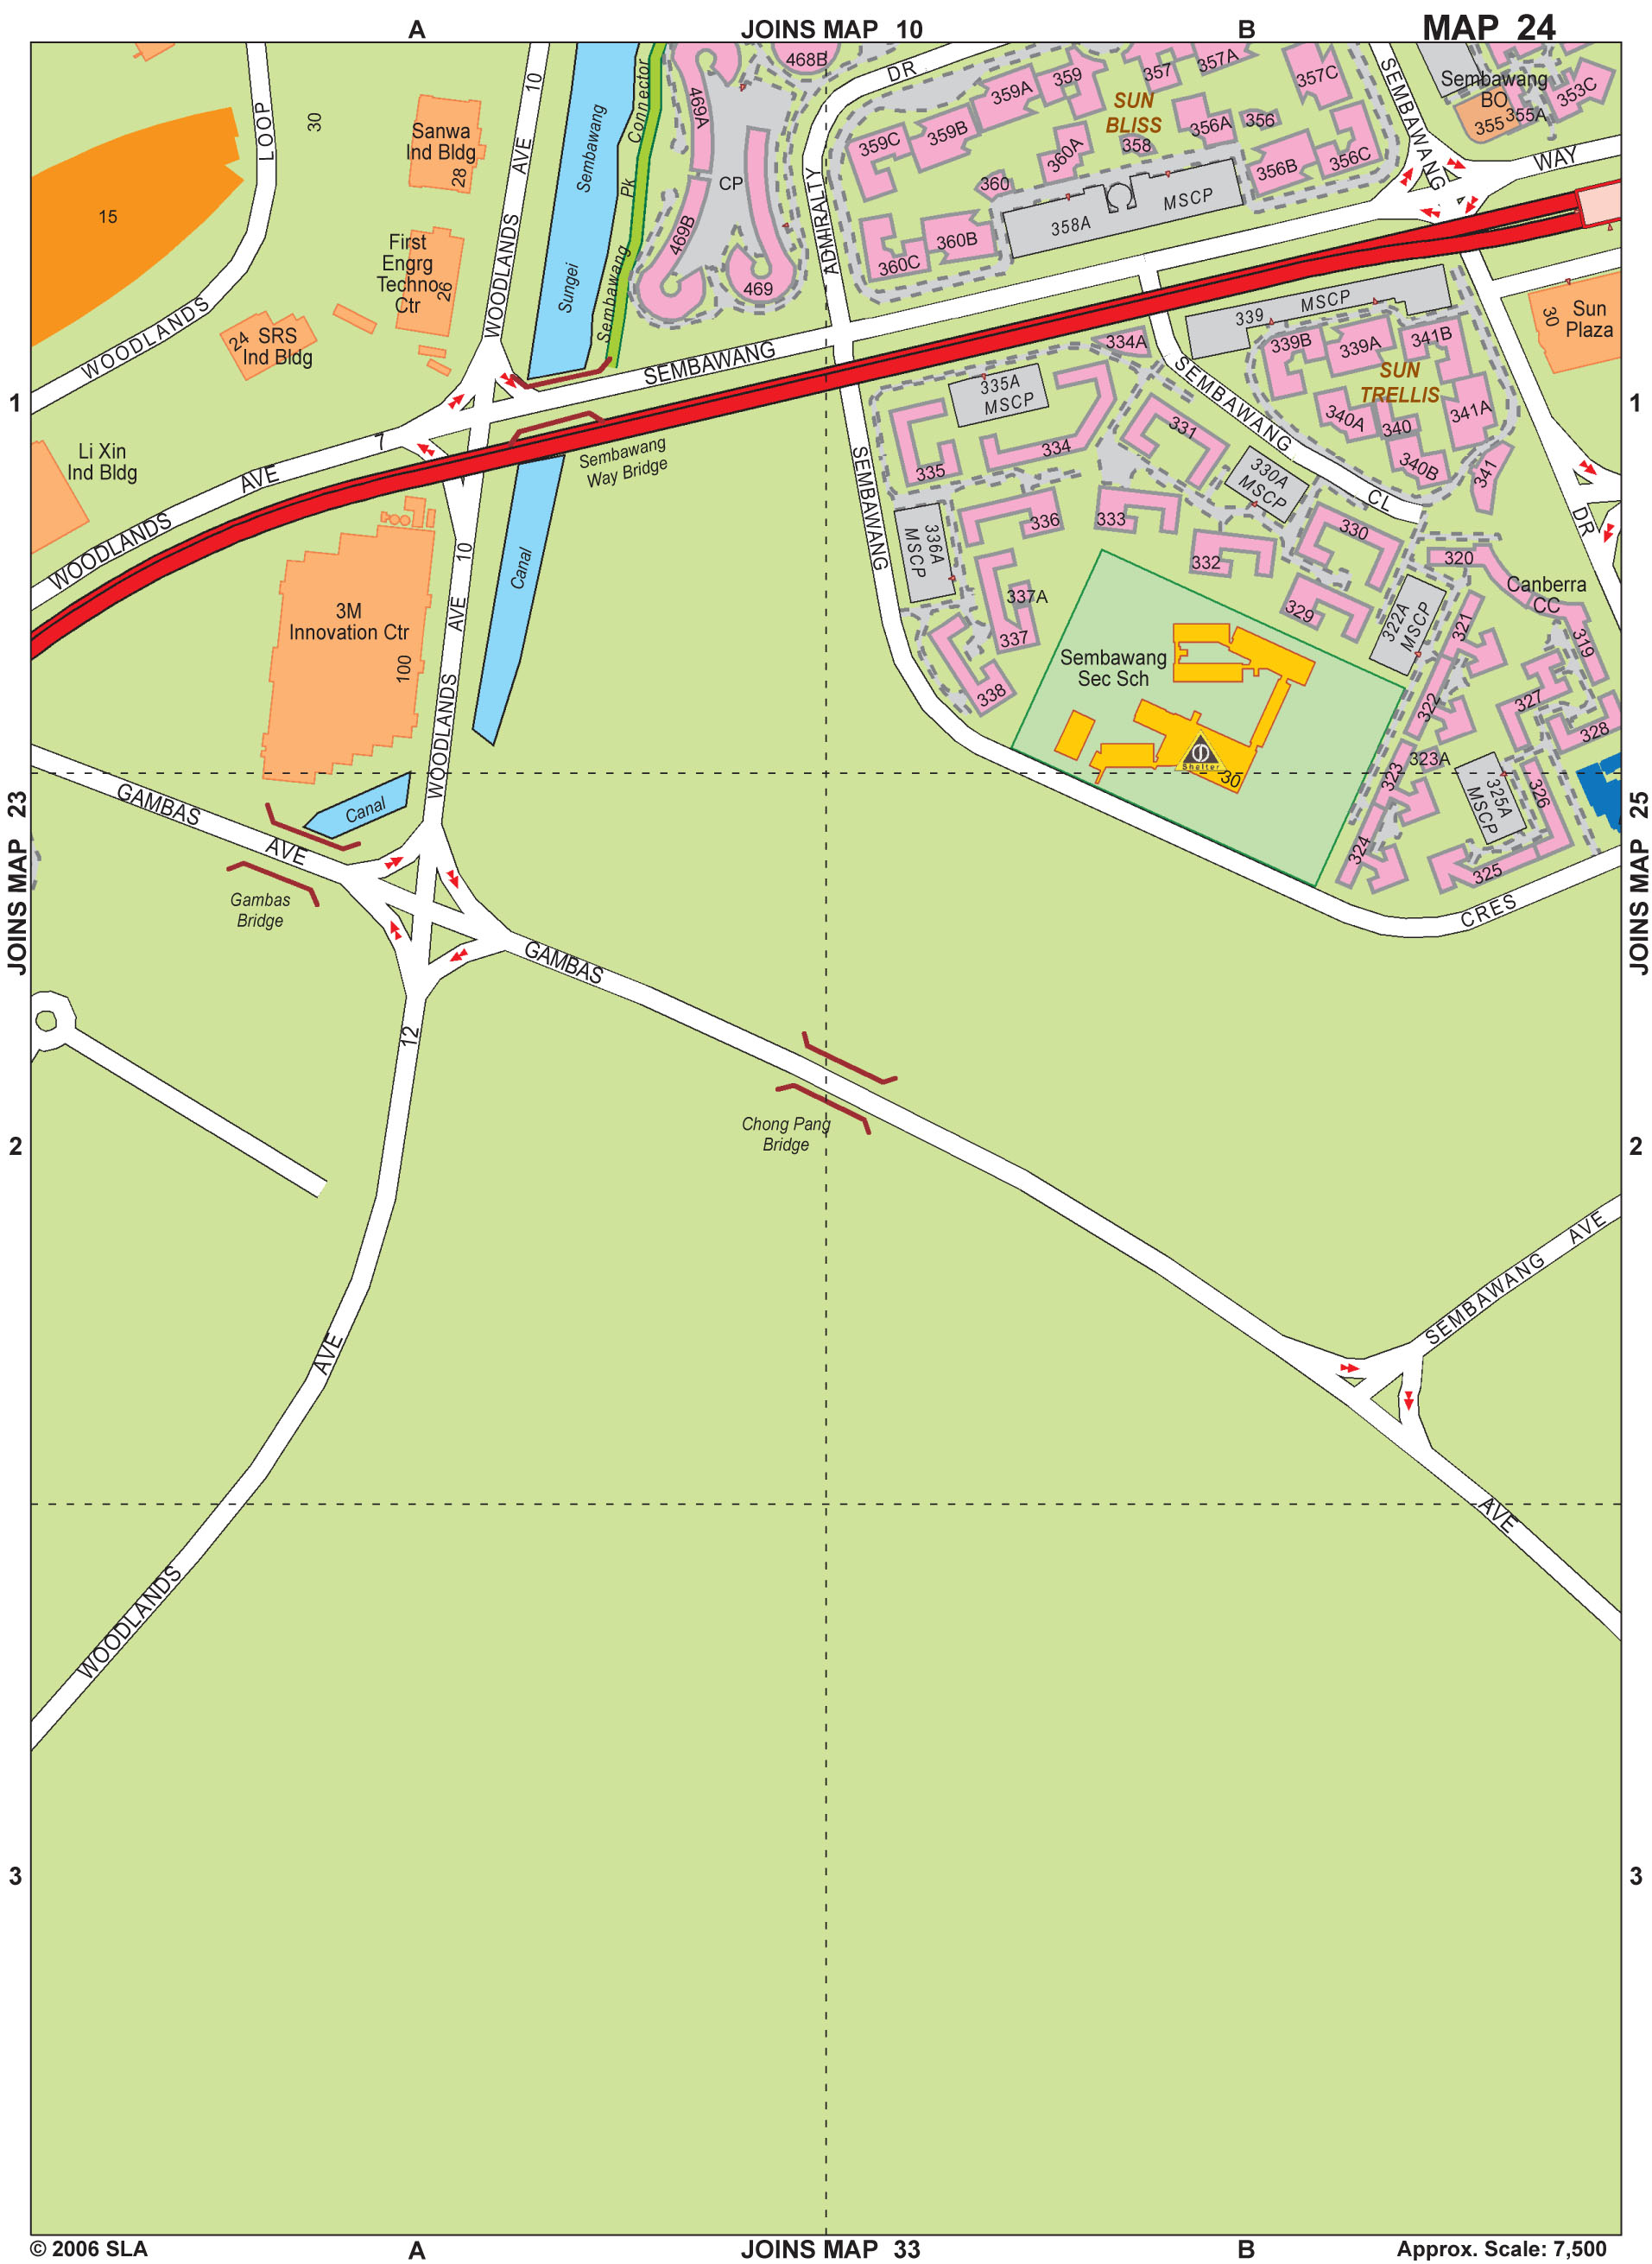 A
JOINS MAP 10
B
MAP 24
LOOP
30
15
WOODLANDS
Sanwa
Ind Bldg
28
First
Engrg
Techno
Ctr
26
24
SRS
Ind Bldg
AVE 10
WOODLANDS
Sungei Sembawang
Sembawang Pk Connector
469A
468B
CP
469B
469
ADMIRALTY
DR
359C
359B
359A
359
357
357A
357C
SUN
BLISS
360A
358
356A
356
356B
356C
360
360B
360C
358A
MSCP
SEMBAWANG
Sembawang
BO
355
355A
353C
WAY
1
SEMBAWANG
7
AVE
WOODLANDS
Li Xin
Ind Bldg
Sembawang
Way Bridge
334A
339
MSCP
30
Sun
Plaza
339B
339A
341B
SUN
TRELLIS
340A
340
341A
340B
341
SEMBAWANG
CL
1
335A
MSCP
335
334
331
330A
MSCP
330
336A
MSCP
336
333
332
329
337A
337
338
SEMBAWANG
DR
320
Canberra
CC
322A
MSCP
321
319
322
327
328
323
323A
325A
MSCP
326
324
325
CRES
Sembawang
Sec Sch
Shelter
30
3M
Innovation Ctr
100
10
AVE
WOODLANDS
Canal
Canal
GAMBAS
AVE
Gambas
Bridge
JOINS MAP 23
JOINS MAP 25
GAMBAS
12
Chong Pang
Bridge
2
2
AVE
SEMBAWANG AVE
AVE
WOODLANDS
3
3
© 2006 SLA
A
JOINS MAP 33
B
Approx. Scale: 7,500